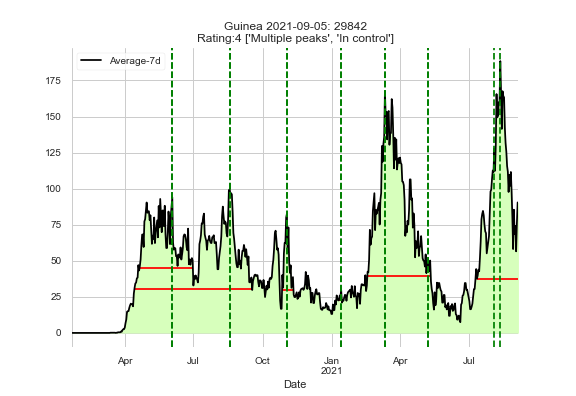 Guinea 2021-09-05: 29842
Rating:4 ['Multiple peaks', 'In control']
Average-7d
175
150
125
100
75
50
25
0
Apr Jul Oct Jan Apr Jul
2021
Date